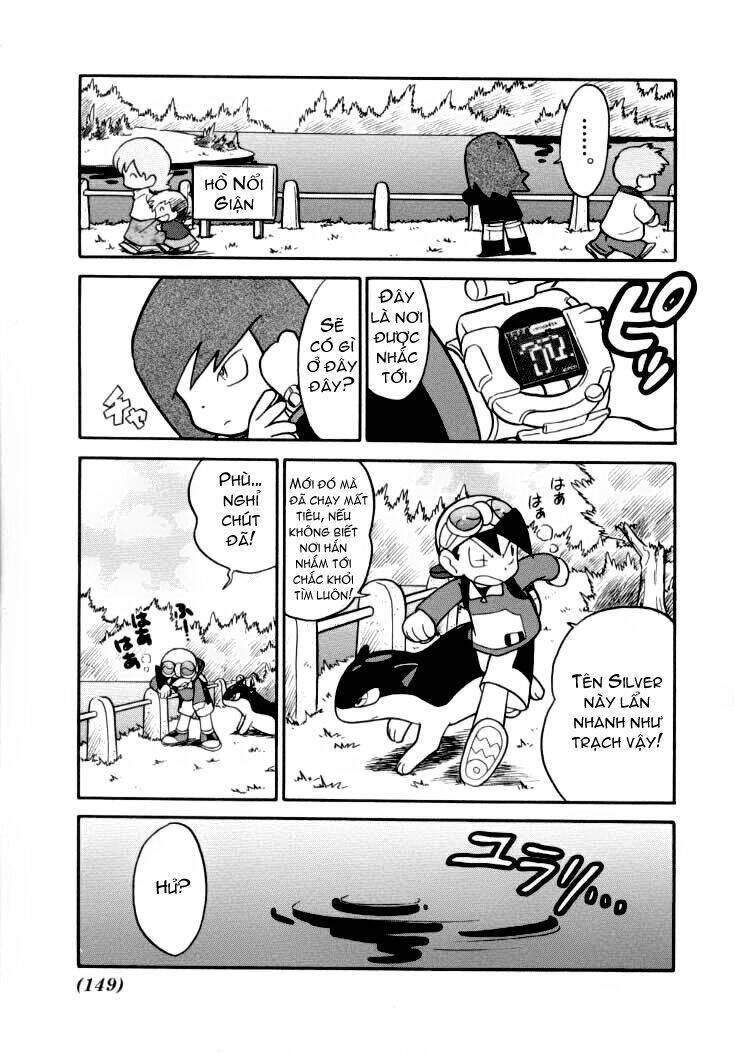 .......。
HỒ NỔI
GIẬN
ピピッ
ĐÂY
LÀ NƠI
ĐƯỢC
NHẮC
TỚI.
SẼ
CÓ GÌ
Ở ĐÂY
ĐÂY?
チャ
はぁ
はぁ
MỚI ĐÓ MÀ
ĐÃ CHẠY MẤT
TIÊU, NẾU
KHÔNG BIẾT
NƠI HẮN
NHẮM TỚI
CHẮC KHỎI
TÌM LUÔN!
TÊN SILVER
NÀY LẨN
NHANH NHƯ
TRẠCH VẬY!
PHÙ...
NGHỈ
CHÚT
ĐÃ!
ふー!
はぁ
はぁ
ユラリ...
HỬ?
(149)